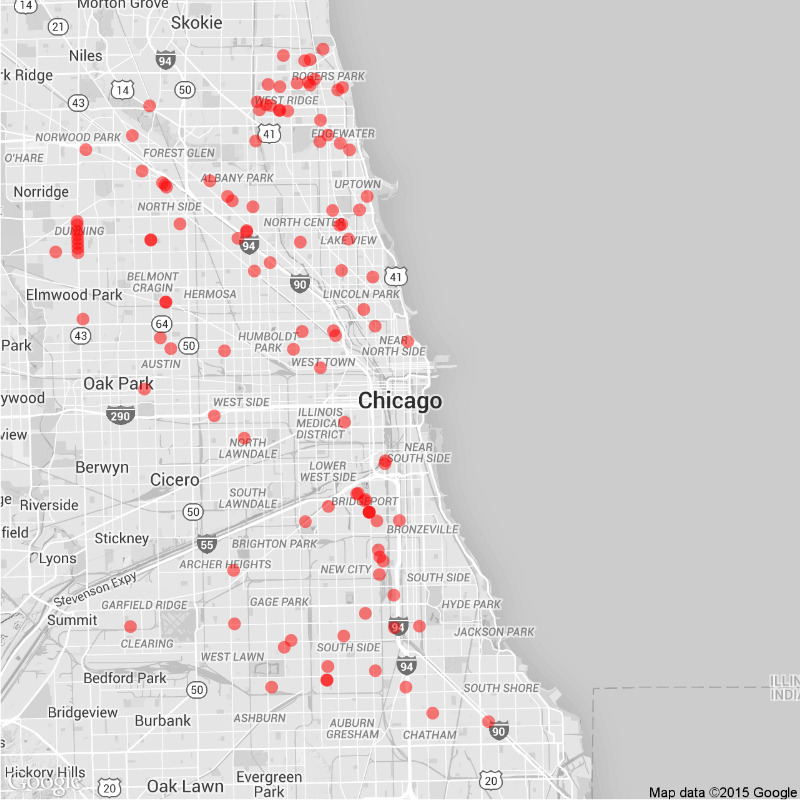 14
Morton Grove
21
Skokie
Niles
94
rk Ridge
ROGERS PARK
14
50
43
WEST RIDGE
41
EDGEWATER
NORWOOD PARK
FOREST GLEN
O'HARE
ALBANY PARK
Norridge
UPTOWN
NORTH SIDE
NORTH CENTER
DUNNING
LAKE VIEW
94
BELMONT
CRAGIN
41
90
Elmwood Park
HERMOSA
LINCOLN PARK
64
43
HUMBOLDT
PARK
NEAR
NORTH SIDE
Park
50
AUSTIN
WEST TOWN
Oak Park
ywood
Chicago
WEST SIDE
290
ILLINOIS
MEDICAL
DISTRICT
view
NORTH
LAWNDALE
NEAR
SOUTH SIDE
Berwyn
LOWER
WEST SIDE
Cicero
SOUTH
LAWNDALE
ge
Riverside
BRIDGEPORT
50
field
BRONZEVILLE
Stickney
55
BRIGHTON PARK
Lyons
ARCHER HEIGHTS
NEW CITY
SOUTH SIDE
Stevenson Expy
GARFIELD RIDGE
GAGE PARK
HYDE PARK
Summit
94
JACKSON PARK
CLEARING
SOUTH SIDE
WEST LAWN
94
Bedford Park
SOUTH SHORE
ILLIN
INDIA
50
Bridgeview
Burbank
ASHBURN
AUBURN
GRESHAM
CHATHAM
90
Hickory Hills
Google
20
Oak Lawn
Evergreen
Park
20
Map data ©2015 Google